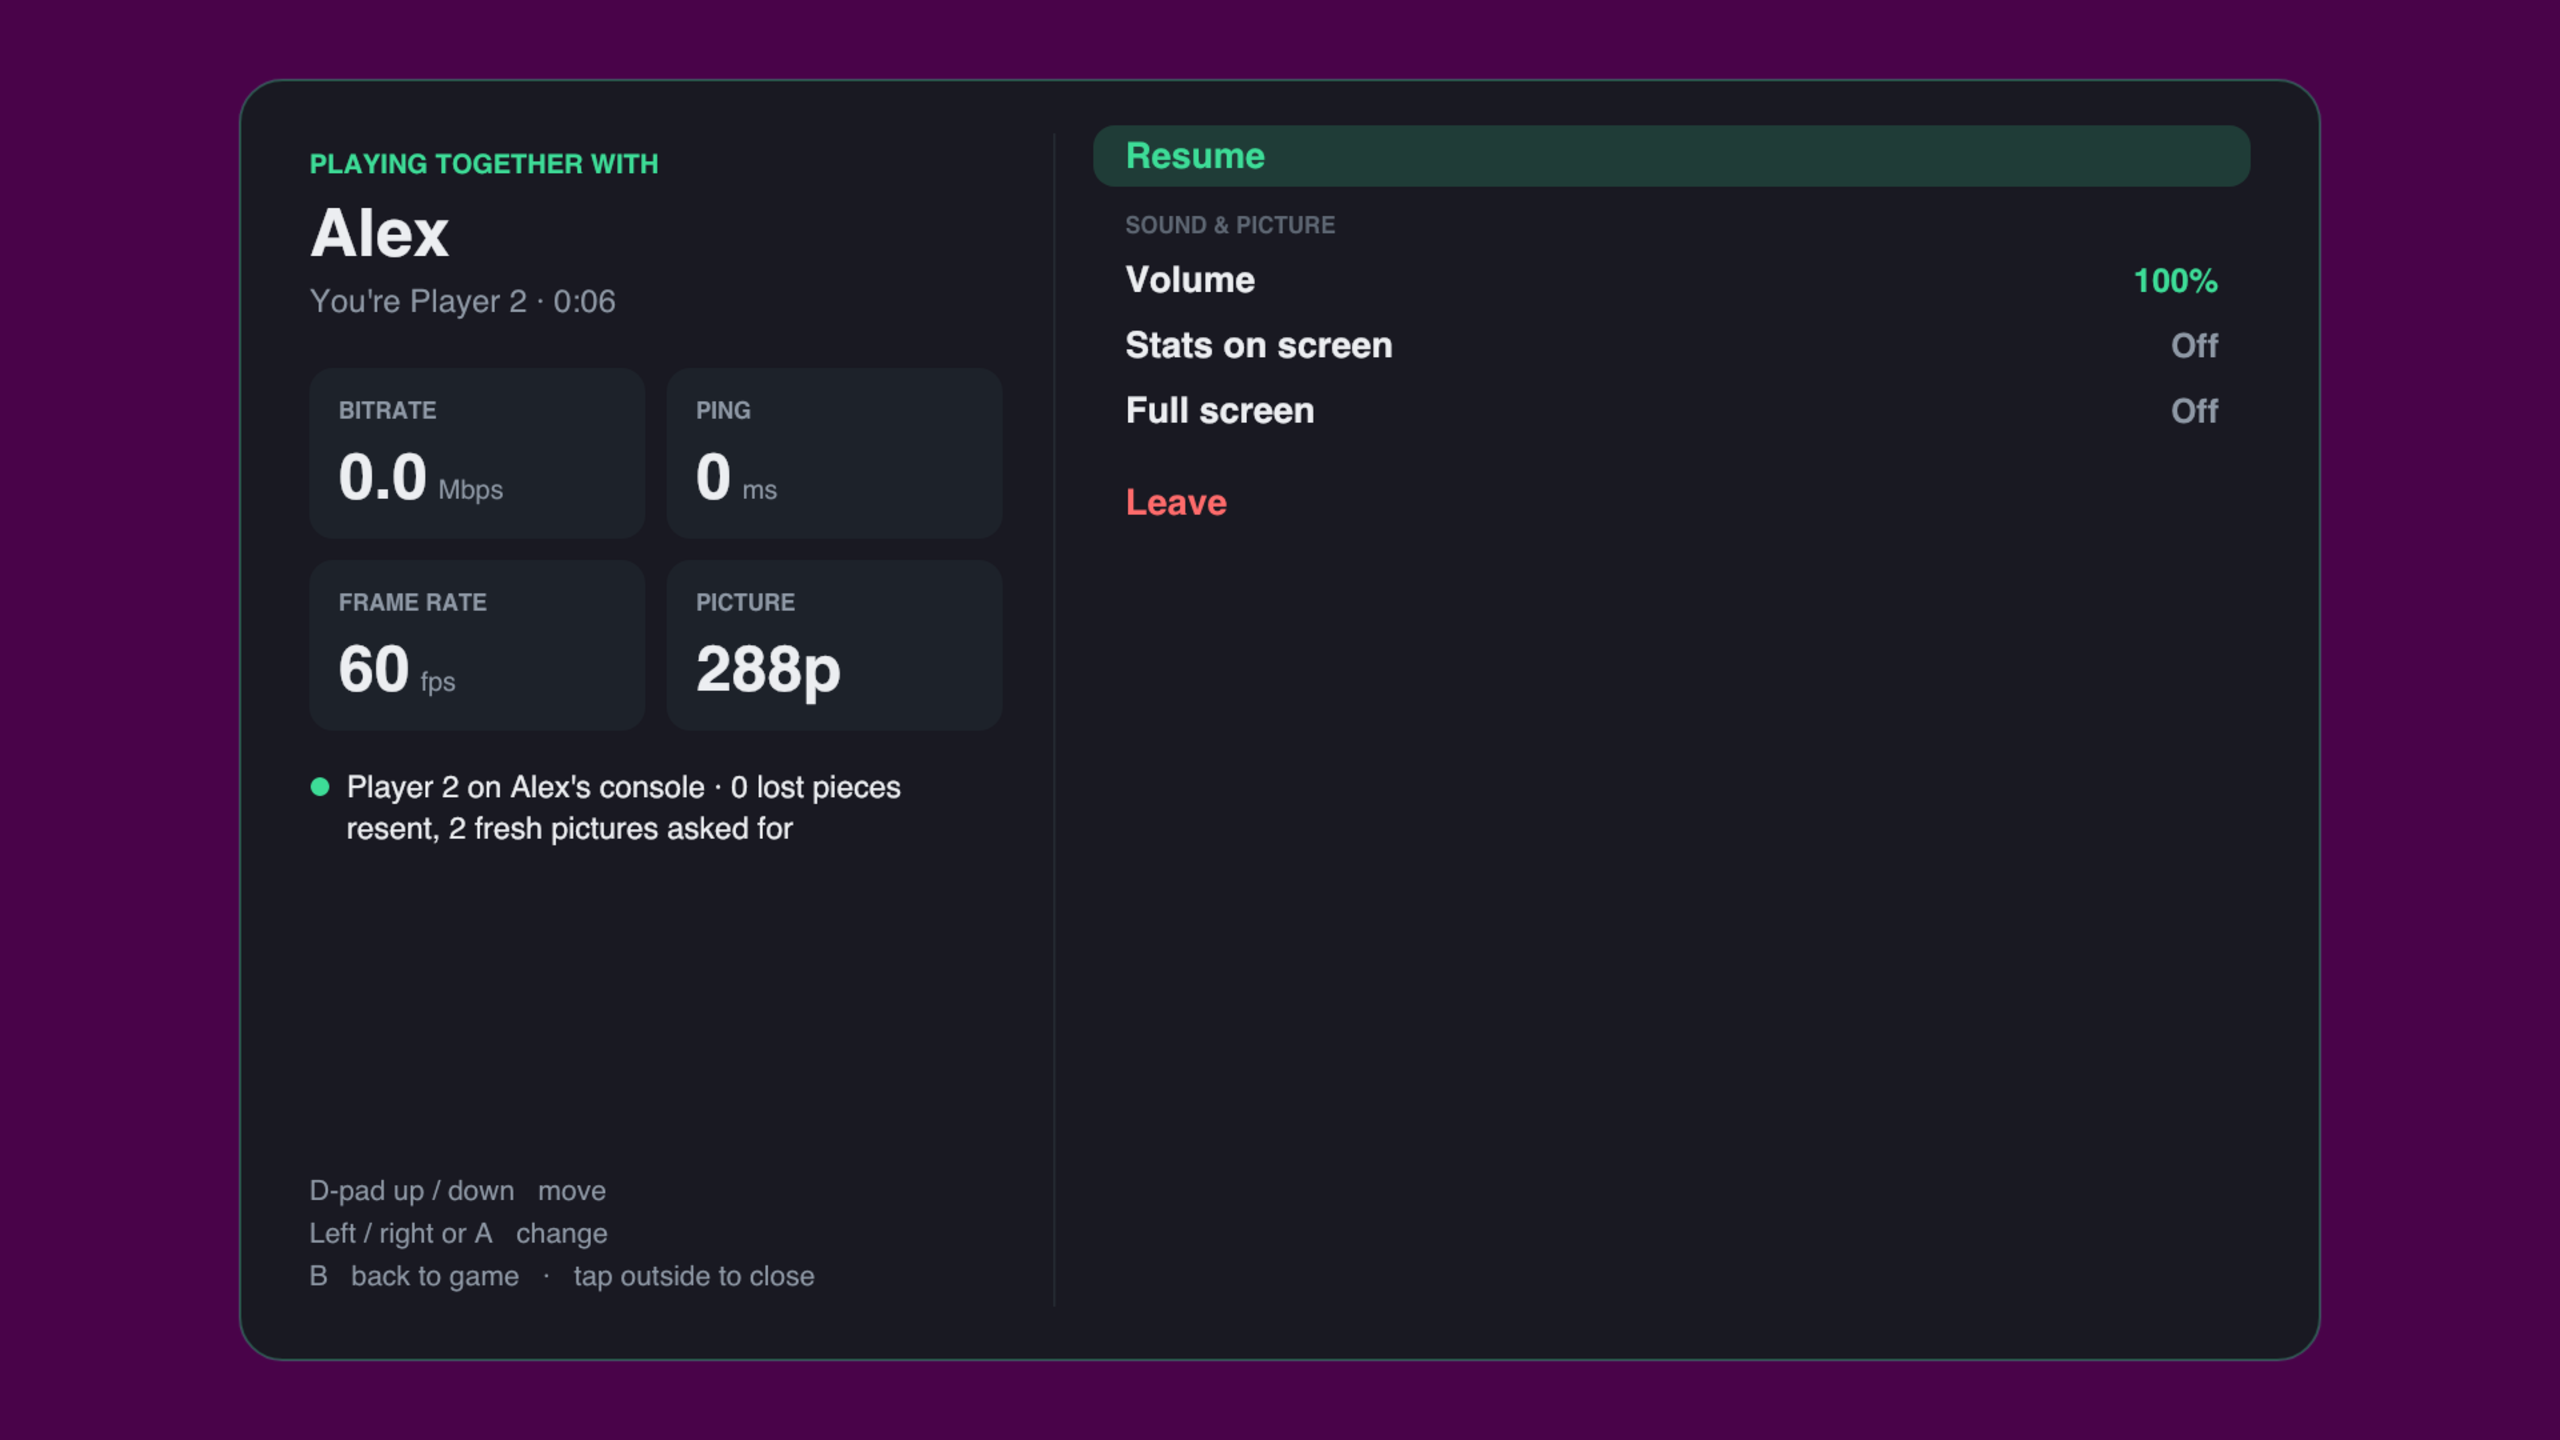 PLAYING TOGETHER WITH
Alex
You're Player 2 · 0:06
BITRATE
0.0 Mbps
PING
0 ms
FRAME RATE
60 fps
PICTURE
288p
Player 2 on Alex's console · 0 lost pieces
resent, 2 fresh pictures asked for
D-pad up / down move
Left / right or A change
B back to game · tap outside to close
Resume
SOUND & PICTURE
Volume 100%
Stats on screen Off
Full screen Off
Leave